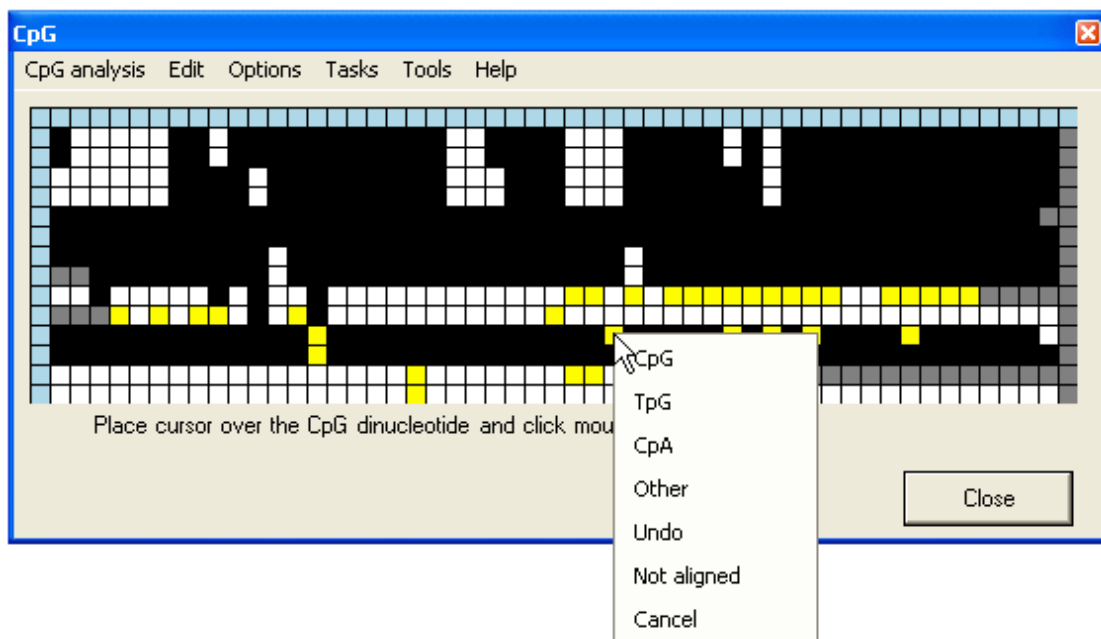 CpG
CpG analysis Edit Options Tasks Tools Help
Place cursor over the CpG dinucleotide and click
CpG
TpG
CpA
Other
Undo
Not aligned
Cancel
Close